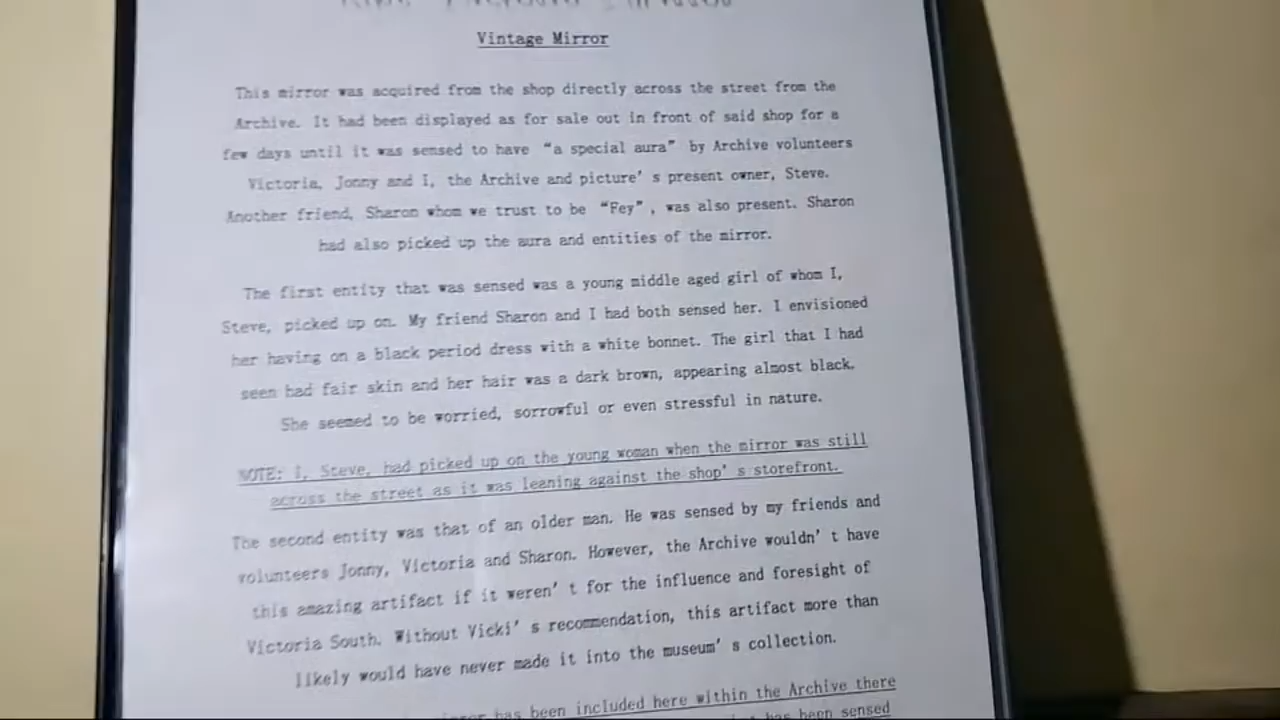 Vintage Mirror
This mirror was acquired from the shop directly across the street from the
Archive. It had been displayed as for sale out in front of said shop for a
few days until it was sensed to have “a special aura” by Archive volunteers
Victoria, Jonny and I, the Archive and picture’s present owner, Steve.
Another friend, Sharon whom we trust to be “Fey”, was also present. Sharon
had also picked up the aura and entities of the mirror.
The first entity that was sensed was a young middle aged girl of whom I,
Steve, picked up on. My friend Sharon and I had both sensed her. I envisioned
her having on a black period dress with a white bonnet. The girl that I had
seen had fair skin and her hair was a dark brown, appearing almost black.
She seemed to be worried, sorrowful or even stressful in nature.
NOTE: I, Steve, had picked up on the young woman when the mirror was still
across the street as it was leaning against the shop’s storefront.
The second entity was that of an older man. He was sensed by my friends and
volunteers Jonny, Victoria and Sharon. However, the Archive wouldn’t have
this amazing artifact if it weren’t for the influence and foresight of
Victoria South. Without Vicki’s recommendation, this artifact more than
likely would have never made it into the museum’s collection.
has been included here within the Archive there
has been sensed